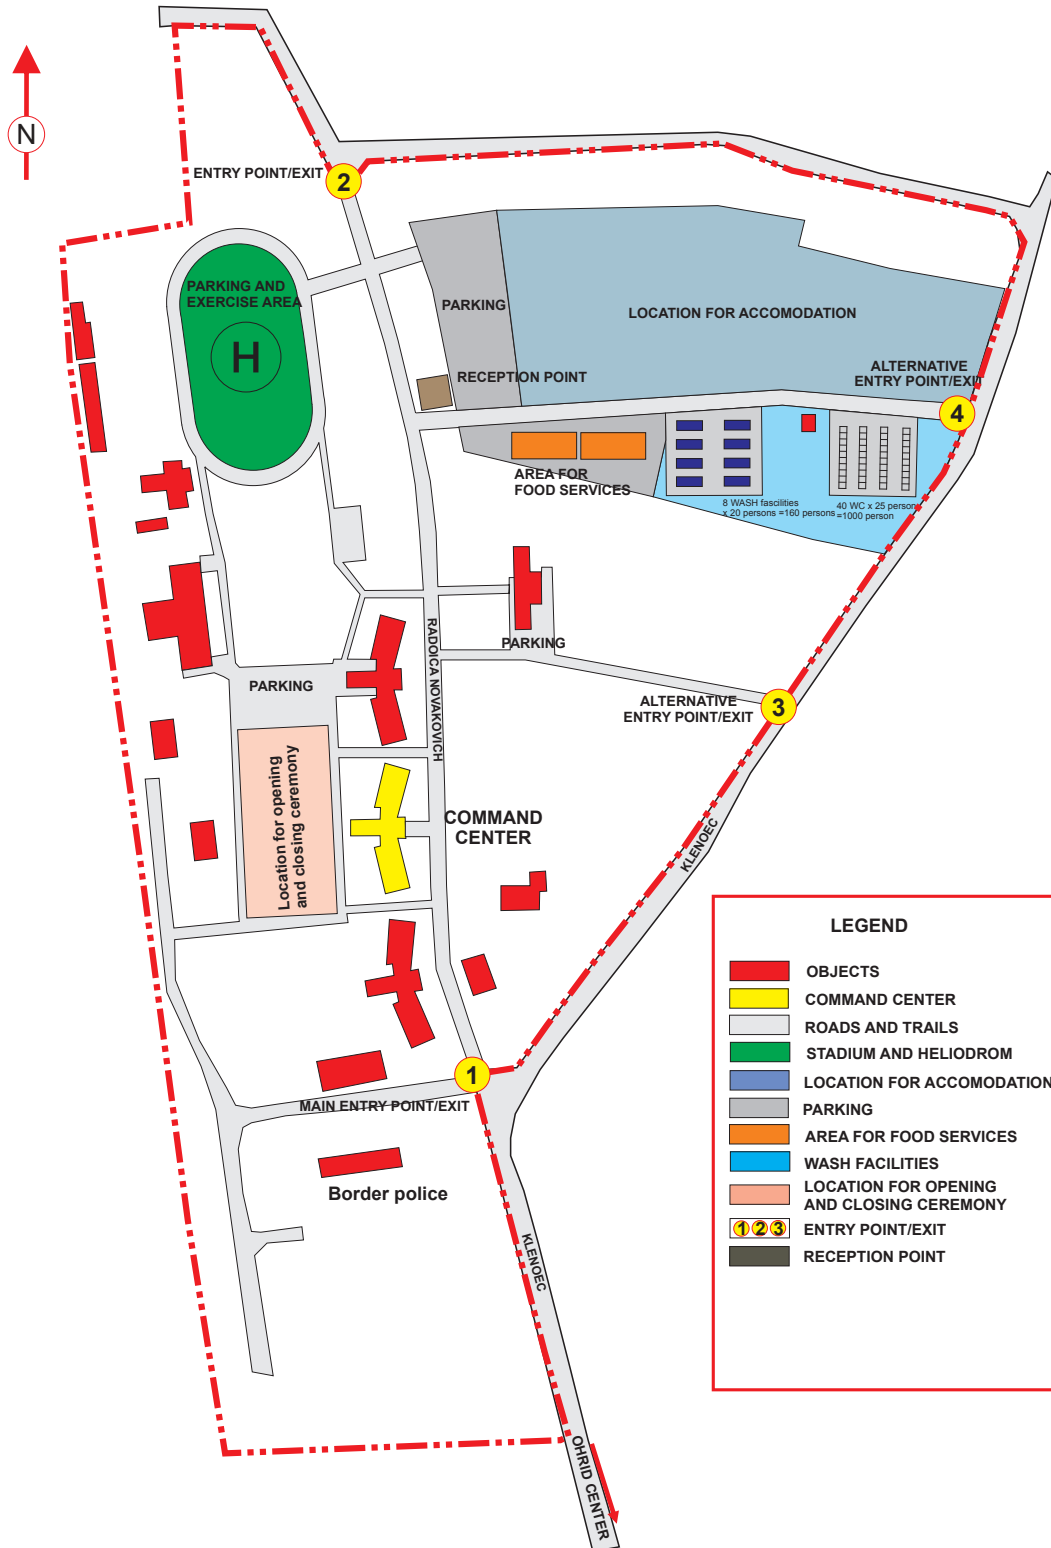 N
ENTRY POINT/EXIT
2
PARKING AND
EXERCISE AREA
H
PARKING
LOCATION FOR ACCOMODATION
RECEPTION POINT
ALTERNATIVE
ENTRY POINT/EXIT
4
AREA FOR
FOOD SERVICES
8 WASH fascilities
x 20 persons =160 persons
40 WC x 25 person
=1000 person
RADOICA NOVAKOVICH
PARKING
PARKING
ALTERNATIVE
ENTRY POINT/EXIT
3
Location for opening
and closing ceremony
COMMAND
CENTER
KLENOEC
1
MAIN ENTRY POINT/EXIT
Border police
KLENOEC
OHRID CENTER
LEGEND
OBJECTS
COMMAND CENTER
ROADS AND TRAILS
STADIUM AND HELIODROM
LOCATION FOR ACCOMODATION
PARKING
AREA FOR FOOD SERVICES
WASH FACILITIES
LOCATION FOR OPENING
AND CLOSING CEREMONY
1 2 3 ENTRY POINT/EXIT
RECEPTION POINT